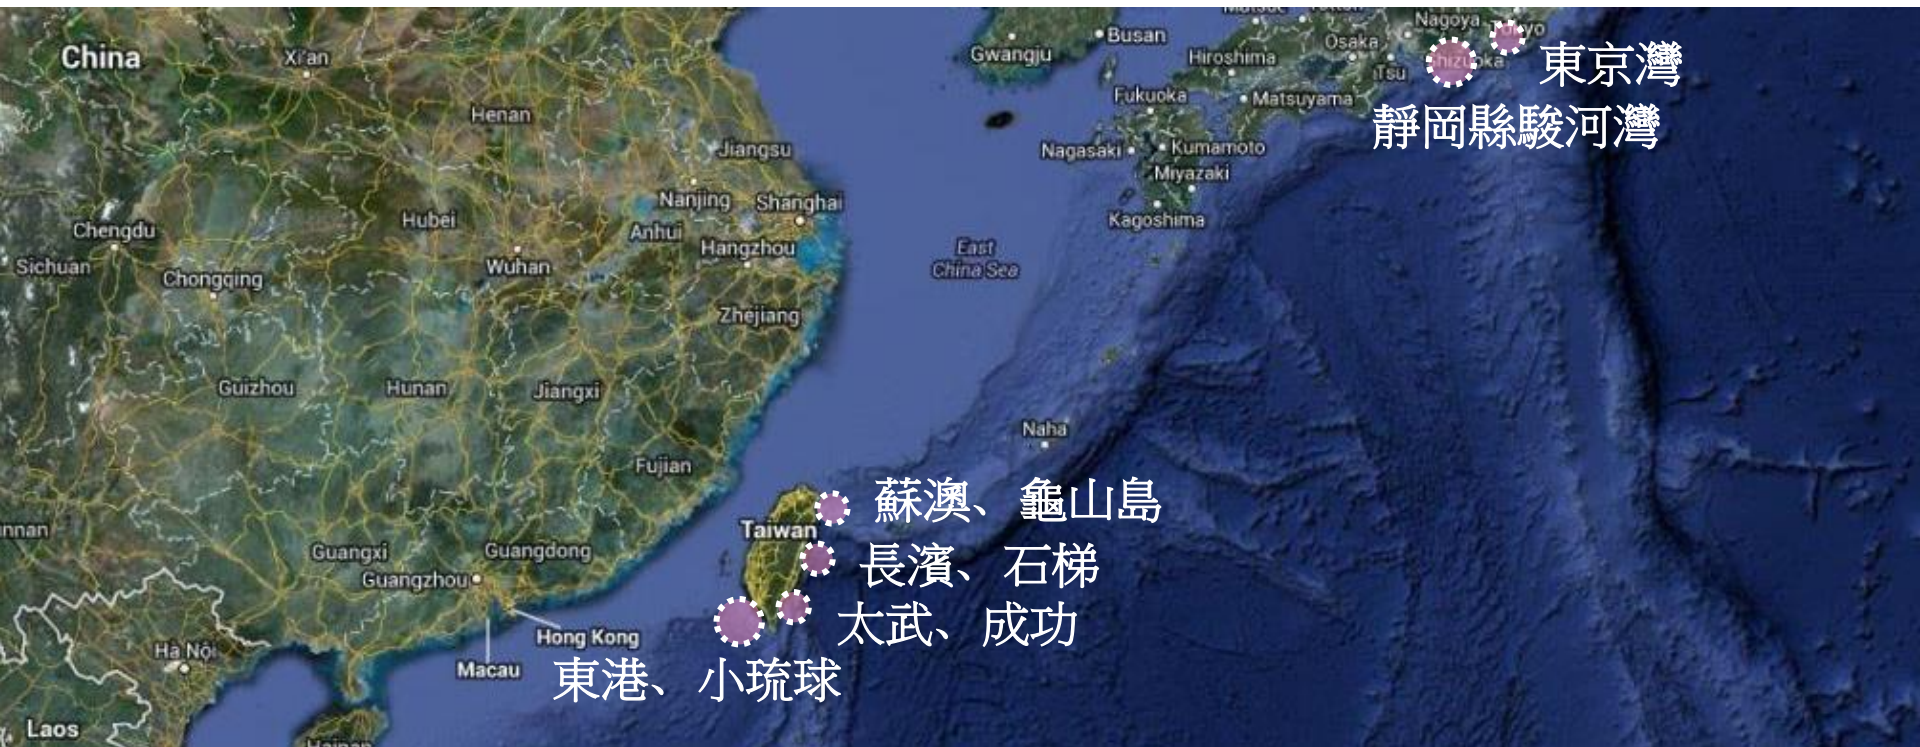 Nagoya
Busan
Osaka
東京灣
China
Xi'an
Gwangju
Hiroshima
Tsu
Fukuoka
Matsuyama
Henan
靜岡縣駿河灣
Jiangsu
Nagasaki
Kumamoto
Miyazaki
Nanjing
Shanghai
Hubei
Kagoshima
Chengdu
Anhui
Hangzhou
East
China Sea
Sichuan
Wuhan
Chongqing
Zhejiang
Guizhou
Hunan
Jiangxi
Naha
Fujian
蘇澳、龜山島
Taiwan
Guangxi
Guangdong
長濱、石梯
Guangzhou
太武、成功
Hong Kong
Hà Nội
Macau
東港、小琉球
Laos